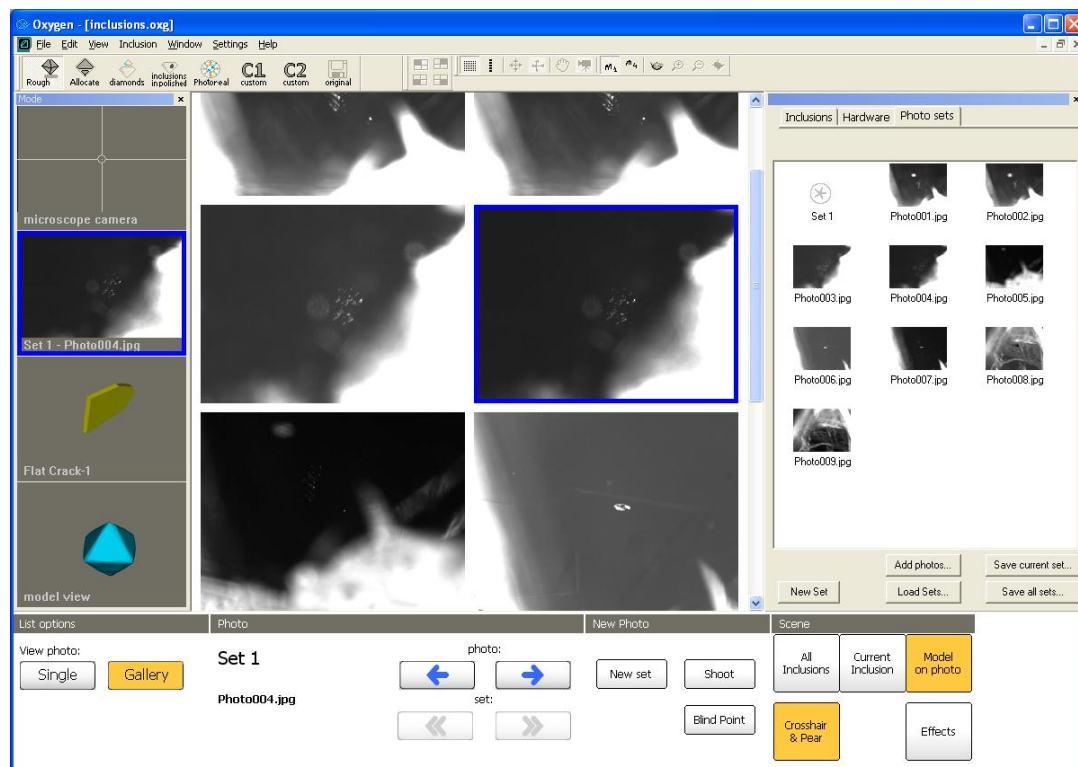 Oxygen - [inclusions.oxg]
File Edit View Inclusion Window Settings Help
Rough Allocate diamonds inclusions inpolished Photoreal C1 custom C2 custom original
Mode
microscope camera
Set 1 - Photo004.jpg
Flat Crack-1
model view
Inclusions Hardware Photo sets
Set 1 Photo001.jpg Photo002.jpg
Photo003.jpg Photo004.jpg Photo005.jpg
Photo006.jpg Photo007.jpg Photo008.jpg
Photo009.jpg
Add photos... Save current set...
New Set Load Sets... Save all sets...
List options Photo New Photo Scene
View photo:
Single Gallery
Set 1
Photo004.jpg
photo:
set:
New set Shoot
Blind Point
All Inclusions
Current Inclusion
Model on photo
Crosshair & Pear
Effects